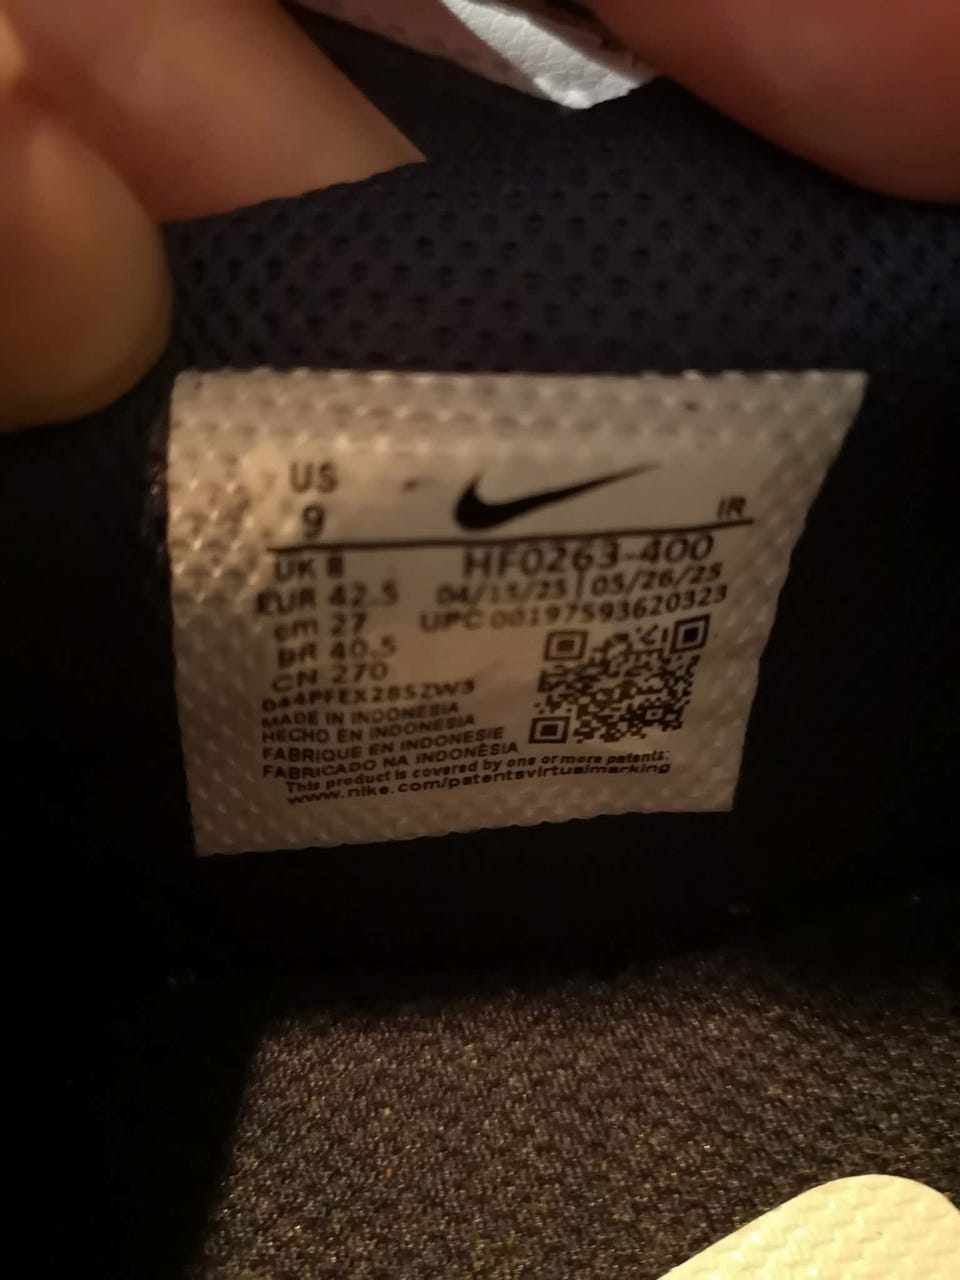 US
9
IR
UK 8
HF0263-400
EUR 42.5
04/15/25 | 05/26/25
cm 27
UPC 00197593620323
BR 40.5
CN 270
MADE IN INDONESIA
HECHO EN INDONESIA
FABRIQUE EN INDONESIE
FABRICADO NA INDONÉSIA
This product is covered by one or more patents:
www.nike.com/patentsvirtualmarking